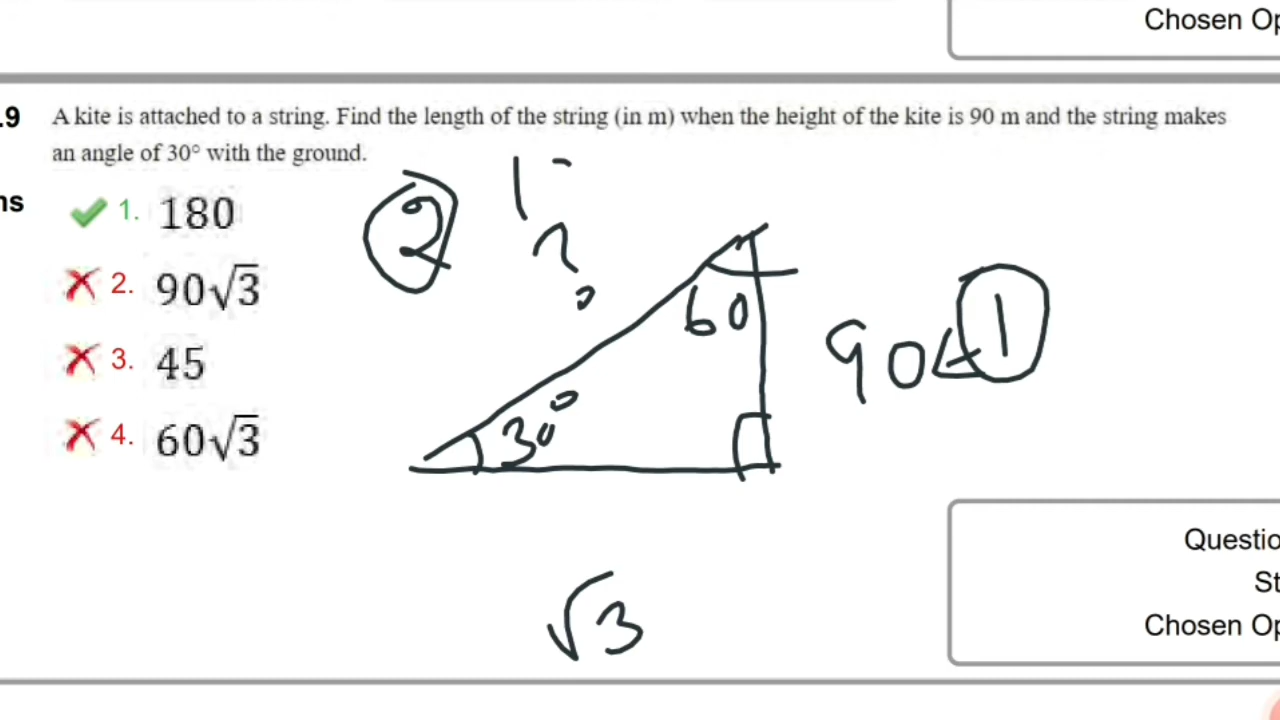 Chosen Op
.9 A kite is attached to a string. Find the length of the string (in m) when the height of the kite is 90 m and the string makes
an angle of 30° with the ground.
ns
1. 180
2. 90√3
3. 45
4. 60√3
2
?
60
90
1
30°
√3
Questio
St
Chosen Op